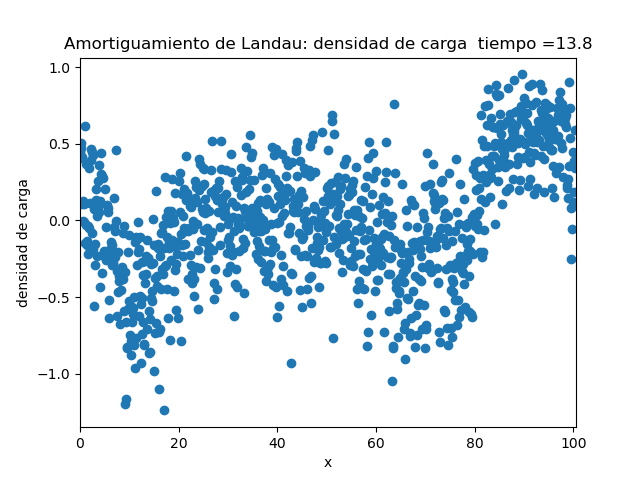 Amortiguamiento de Landau: densidad de carga  tiempo =13.8
1.0
0.5
0.0
−0.5
−1.0
densidad de carga
0 20 40 60 80 100
x